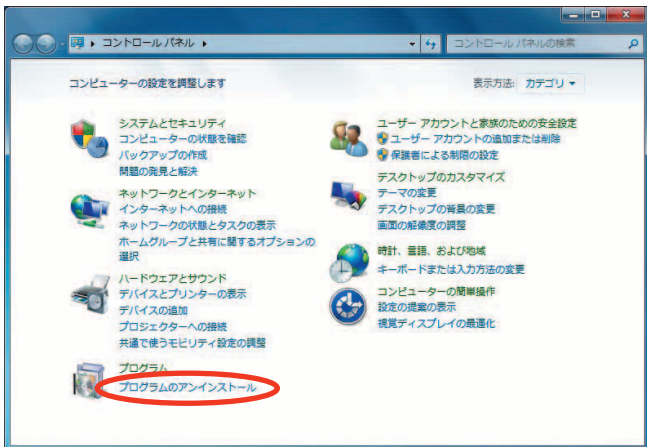 コントロール パネル
コントロール パネルの検索
コンピューターの設定を調整します
表示方法: カテゴリ
システムとセキュリティ
コンピューターの状態を確認
バックアップの作成
問題の発見と解決
ネットワークとインターネット
インターネットへの接続
ネットワークの状態とタスクの表示
ホームグループと共有に関するオプションの
選択
ハードウェアとサウンド
デバイスとプリンターの表示
デバイスの追加
プロジェクターへの接続
共通で使うモビリティ設定の調整
プログラム
プログラムのアンインストール
ユーザー アカウントと家族のための安全設定
ユーザー アカウントの追加または削除
保護者による制限の設定
デスクトップのカスタマイズ
テーマの変更
デスクトップの背景の変更
画面の解像度の調整
時計、言語、および地域
キーボードまたは入力方法の変更
コンピューターの簡単操作
設定の提案の表示
視覚ディスプレイの最適化